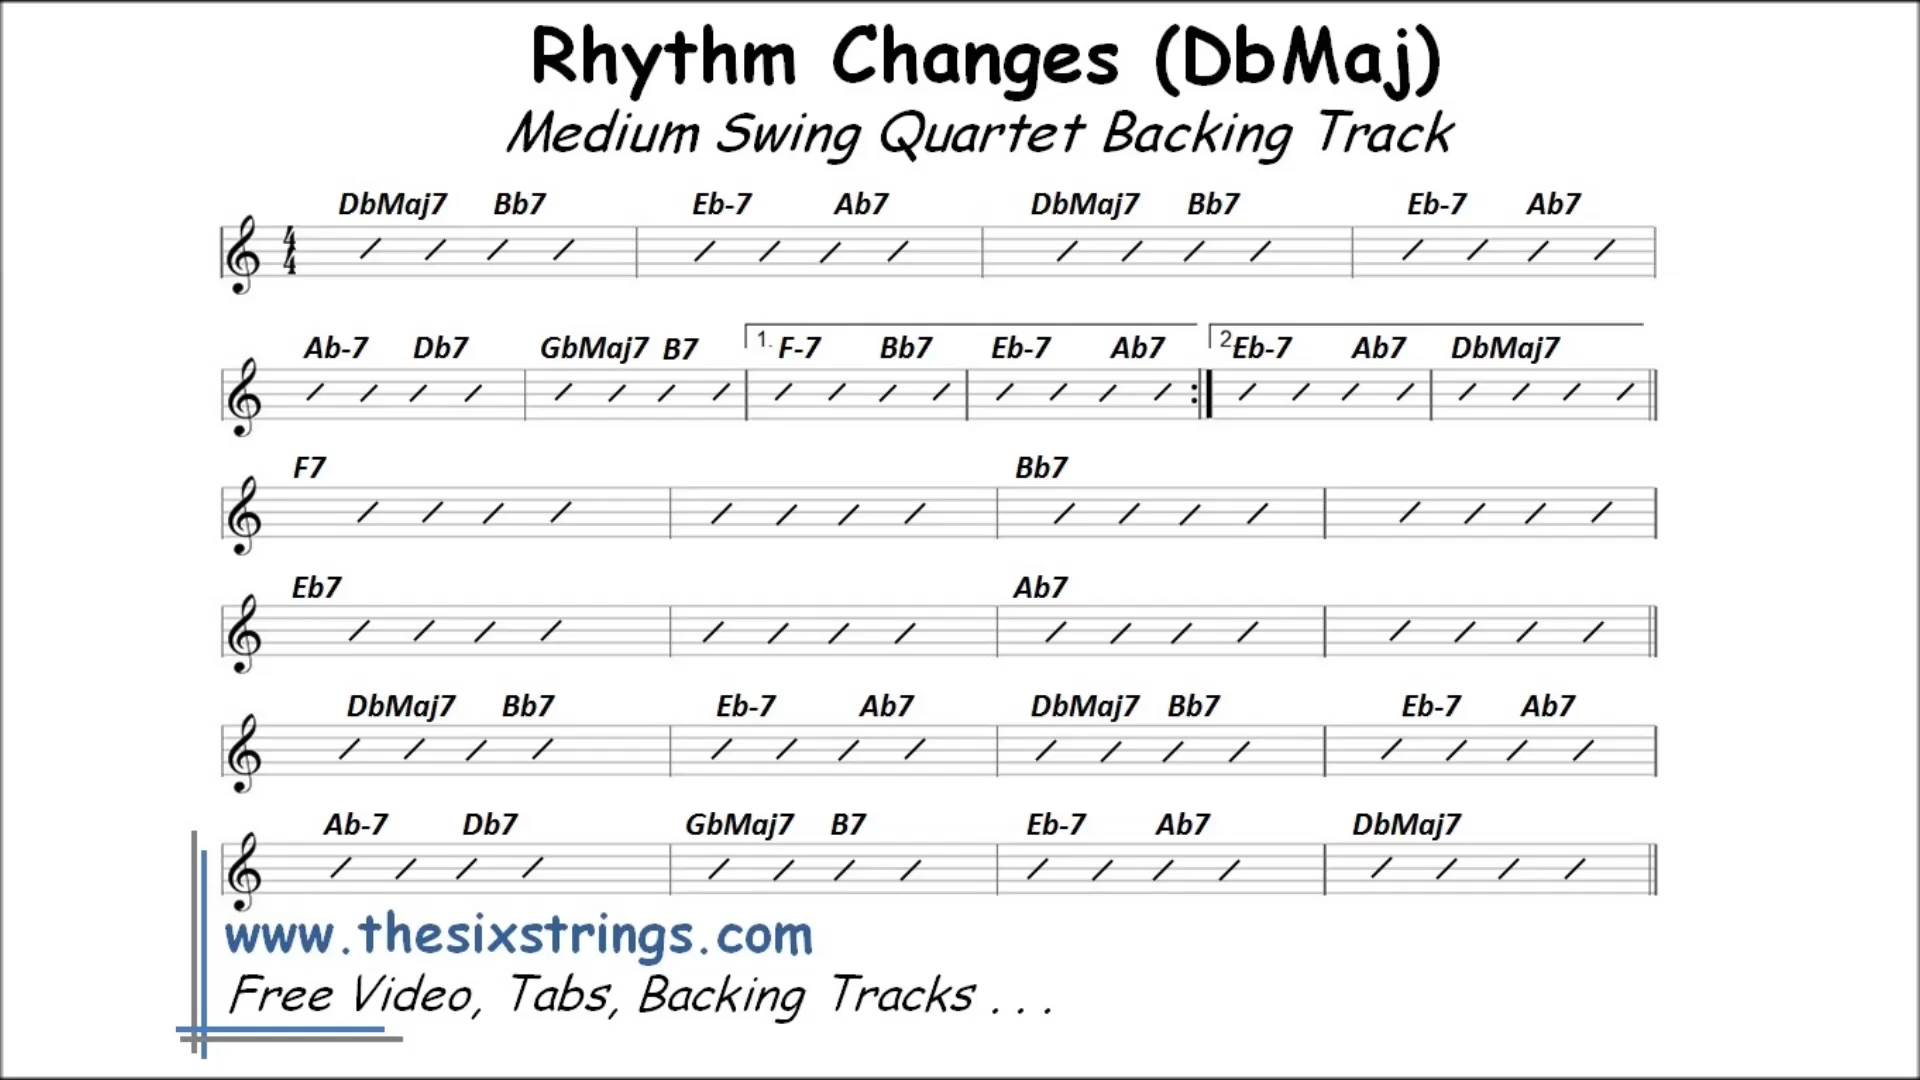 Rhythm Changes (DbMaj)
Medium Swing Quartet Backing Track
DbMaj7 Bb7 Eb-7 Ab7 DbMaj7 Bb7 Eb-7 Ab7
4
4
1. 2.
Ab-7 Db7 GbMaj7 B7 F-7 Bb7 Eb-7 Ab7 Eb-7 Ab7 DbMaj7
F7 Bb7
Eb7 Ab7
DbMaj7 Bb7 Eb-7 Ab7 DbMaj7 Bb7 Eb-7 Ab7
Ab-7 Db7 GbMaj7 B7 Eb-7 Ab7 DbMaj7
www.thesixstrings.com
Free Video, Tabs, Backing Tracks . . .